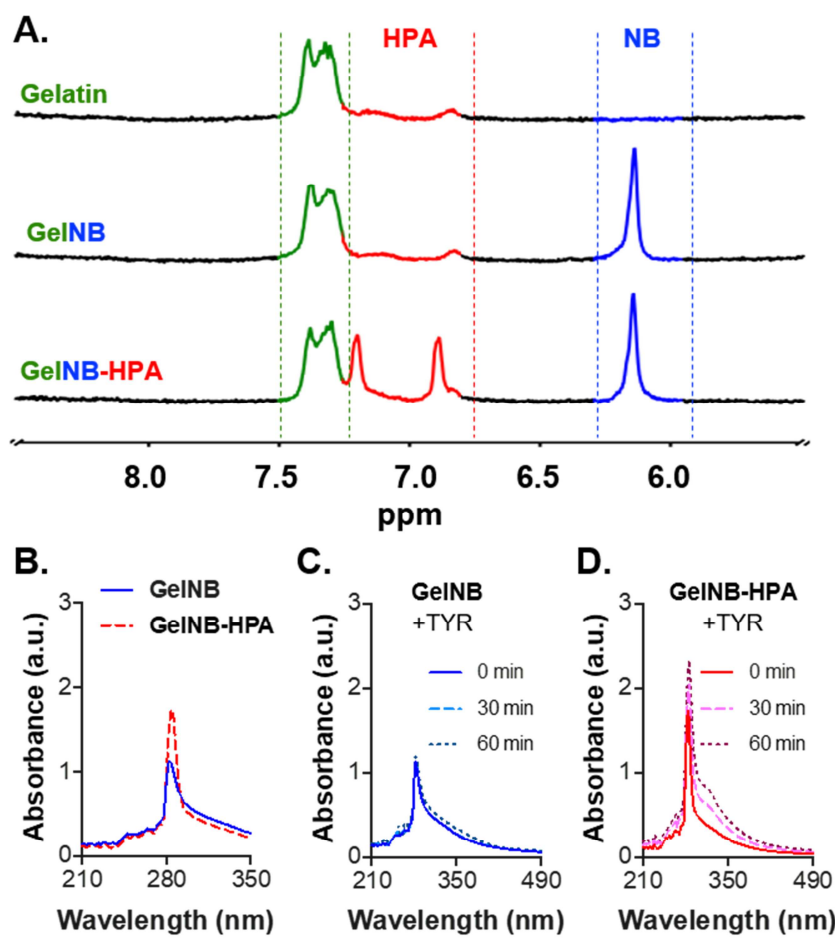 A.
HPA NB
Gelatin
GelNB
GelNB-HPA
8.0 7.5 7.0 6.5 6.0
ppm
B.
GelNB
GelNB-HPA
Absorbance (a.u.)
3
2
1
0
210 280 350
Wavelength (nm)
C.
GelNB
+TYR
0 min
30 min
60 min
Absorbance (a.u.)
3
2
1
0
210 350 490
Wavelength (nm)
D.
GelNB-HPA
+TYR
0 min
30 min
60 min
Absorbance (a.u.)
3
2
1
0
210 350 490
Wavelength (nm)